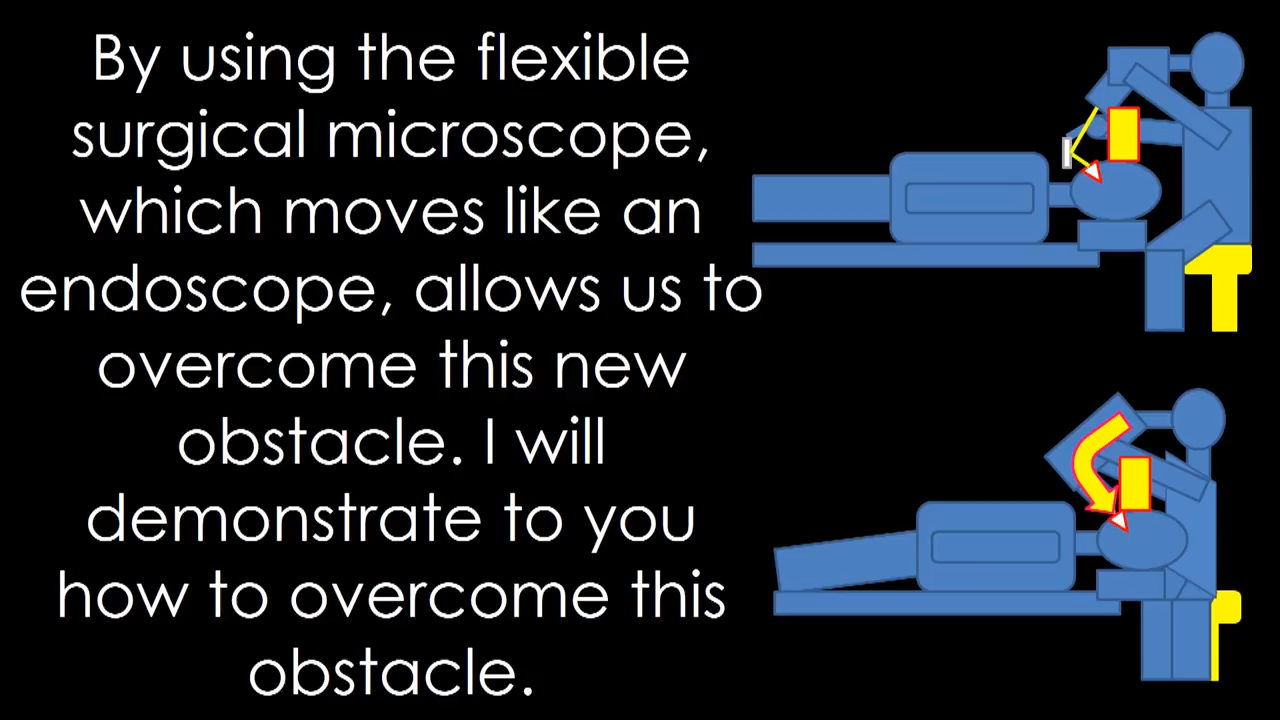 By using the flexible
surgical microscope,
which moves like an
endoscope, allows us to
overcome this new
obstacle. I will
demonstrate to you
how to overcome this
obstacle.